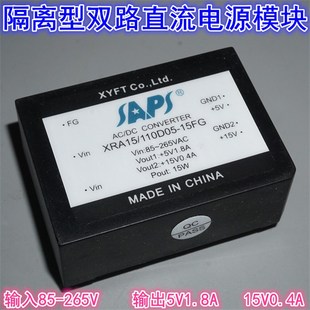 隔离型双路直流电源模块
XYFT Co.,Ltd.
SAPS
FG
GND1
+5V
AC/DC CONVERTER
XRA15/110D05-15FG
Vin
Vin:85~265VAC
Vout1:+5V1.8A
Vout2:+15V0.4A
Pout: 15W
GND2
+15V
Vin
MADE IN CHINA
QC
PASS
输入85-265V 输出5V1.8A 15V0.4A